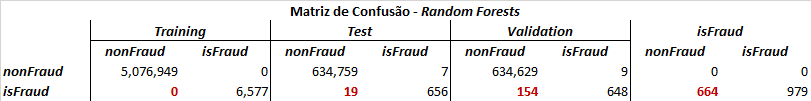 Matriz de Confusão - Random Forests
Training Test Validation isFraud
nonFraud isFraud nonFraud isFraud nonFraud isFraud nonFraud isFraud
nonFraud 5,076,949 0 634,759 7 634,629 9 0 0
isFraud 0 6,577 19 656 154 648 664 979